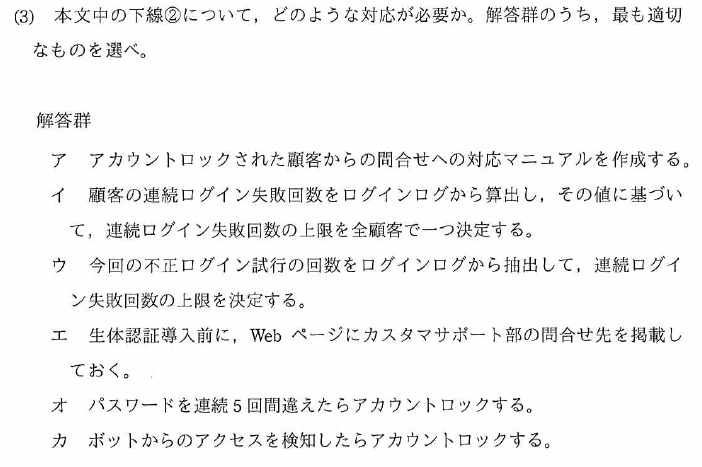 (3) 本文中の下線②について，どのような対応が必要か。解答群のうち，最も適切
なものを選べ。
解答群
ア アカウントロックされた顧客からの問合せへの対応マニュアルを作成する。
イ 顧客の連続ログイン失敗回数をログインログから算出し，その値に基づい
て，連続ログイン失敗回数の上限を全顧客で一つ決定する。
ウ 今回の不正ログイン試行の回数をログインログから抽出して，連続ログイ
ン失敗回数の上限を決定する。
エ 生体認証導入前に，Web ページにカスタマサポート部の問合せ先を掲載し
ておく。
オ パスワードを連続 5 回間違えたらアカウントロックする。
カ ボットからのアクセスを検知したらアカウントロックする。